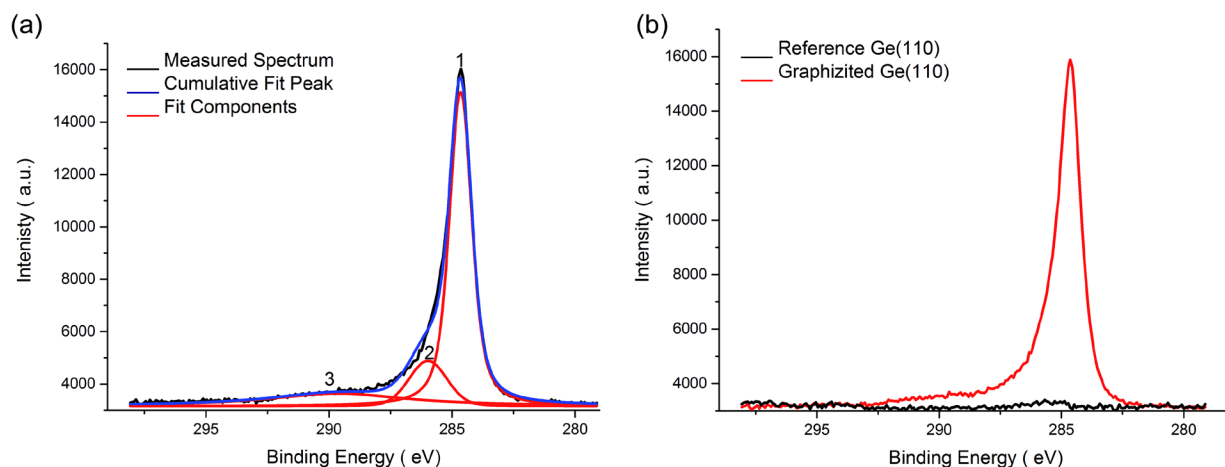 (a)
Measured Spectrum
Cumulative Fit Peak
Fit Components
1
2
3
16000
14000
12000
10000
8000
6000
4000
Intenisty ( a.u.)
295
290
285
280
Binding Energy ( eV)
(b)
Reference Ge(110)
Graphizited Ge(110)
16000
14000
12000
10000
8000
6000
4000
Intensity ( a.u.)
295
290
285
280
Binding Energy ( eV)